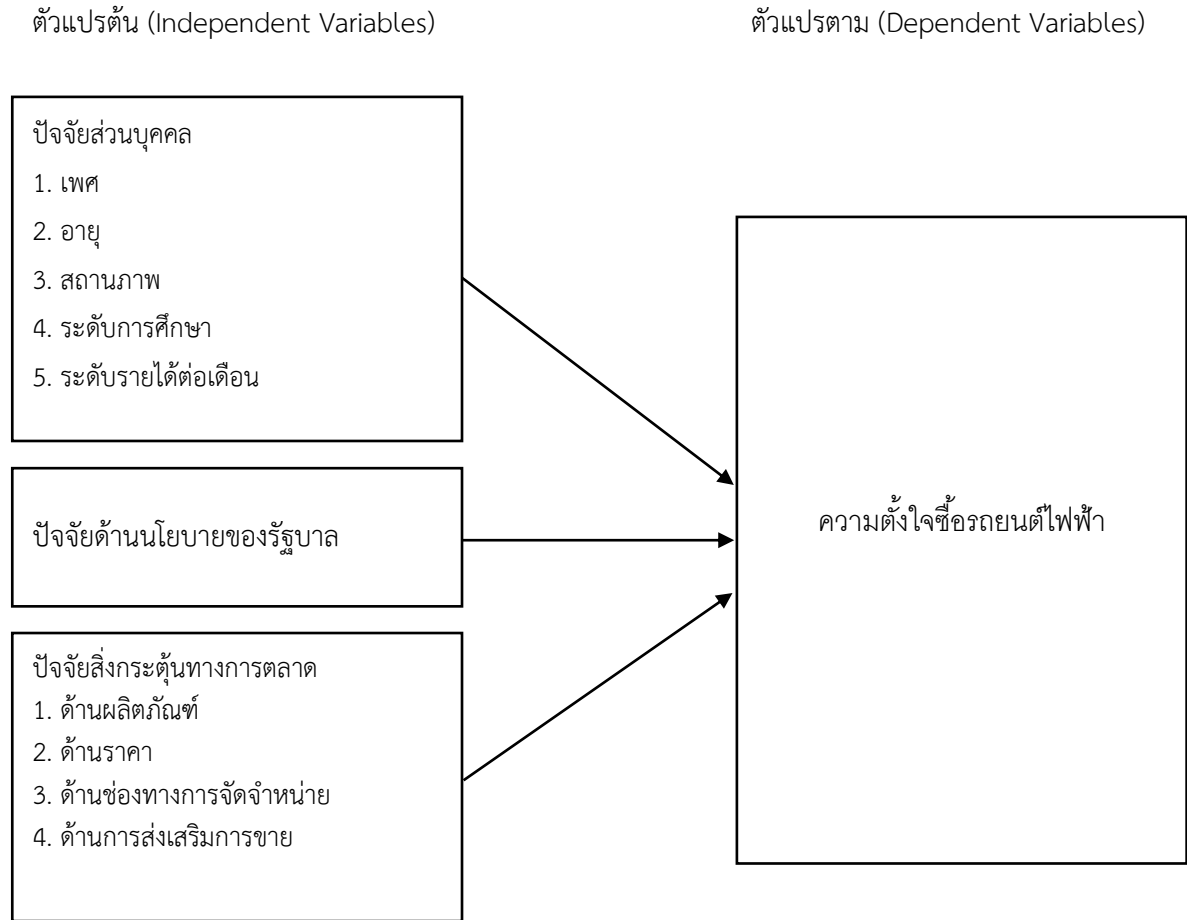 ตัวแปรต้น (Independent Variables)
ตัวแปรตาม (Dependent Variables)
ปัจจัยส่วนบุคคล
1. เพศ
2. อายุ
3. สถานภาพ
4. ระดับการศึกษา
5. ระดับรายได้ต่อเดือน
ปัจจัยด้านนโยบายของรัฐบาล
ปัจจัยสิ่งกระตุ้นทางการตลาด
1. ด้านผลิตภัณฑ์
2. ด้านราคา
3. ด้านช่องทางการจัดจำหน่าย
4. ด้านการส่งเสริมการขาย
ความตั้งใจซื้อรถยนต์ไฟฟ้า